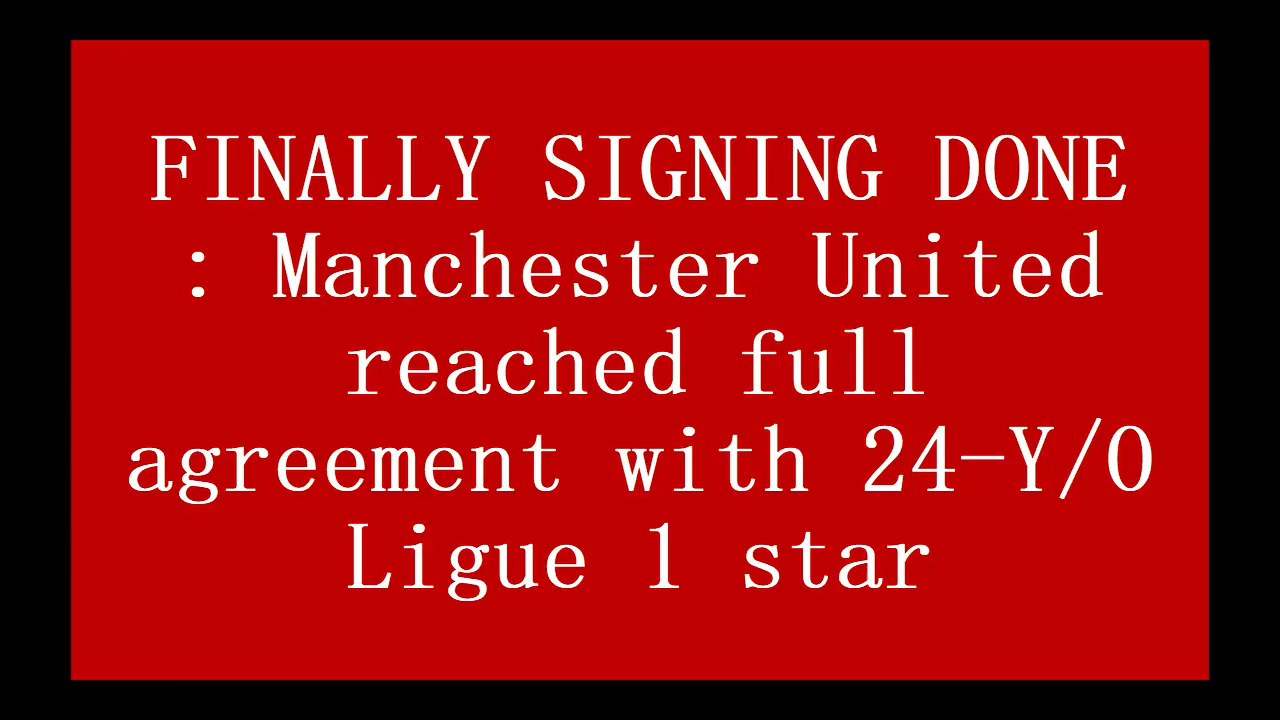 FINALLY SIGNING DONE
: Manchester United
reached full
agreement with 24-Y/O
Ligue 1 star